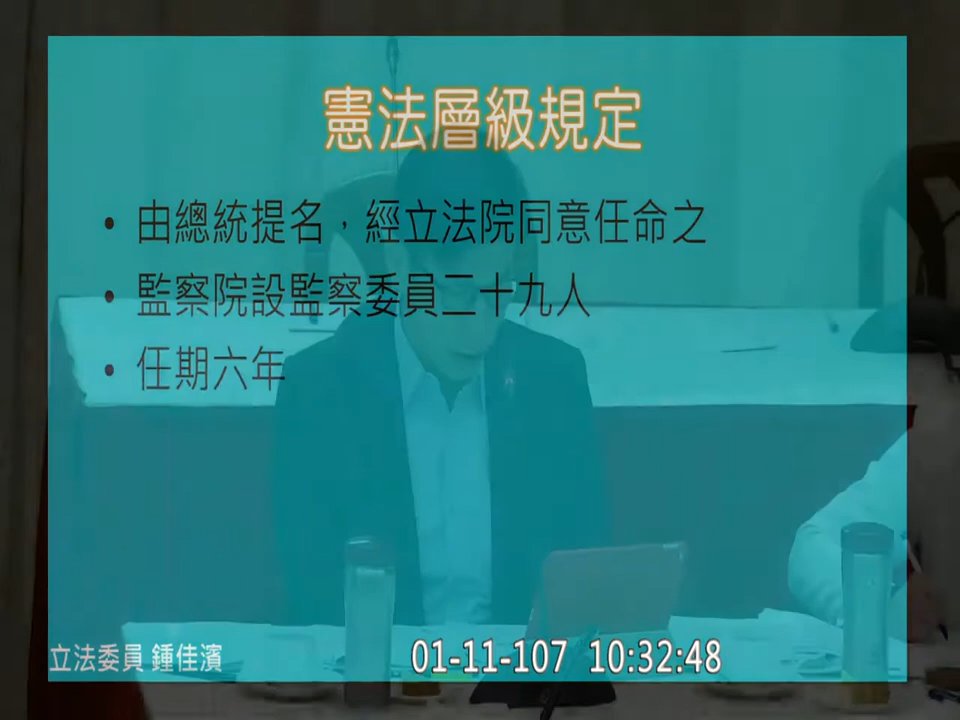 憲法層級規定
• 由總統提名，經立法院同意任命之
• 監察院設監察委員二十九人
• 任期六年
立法委員 鍾佳濱
01-11-107 10:32:48